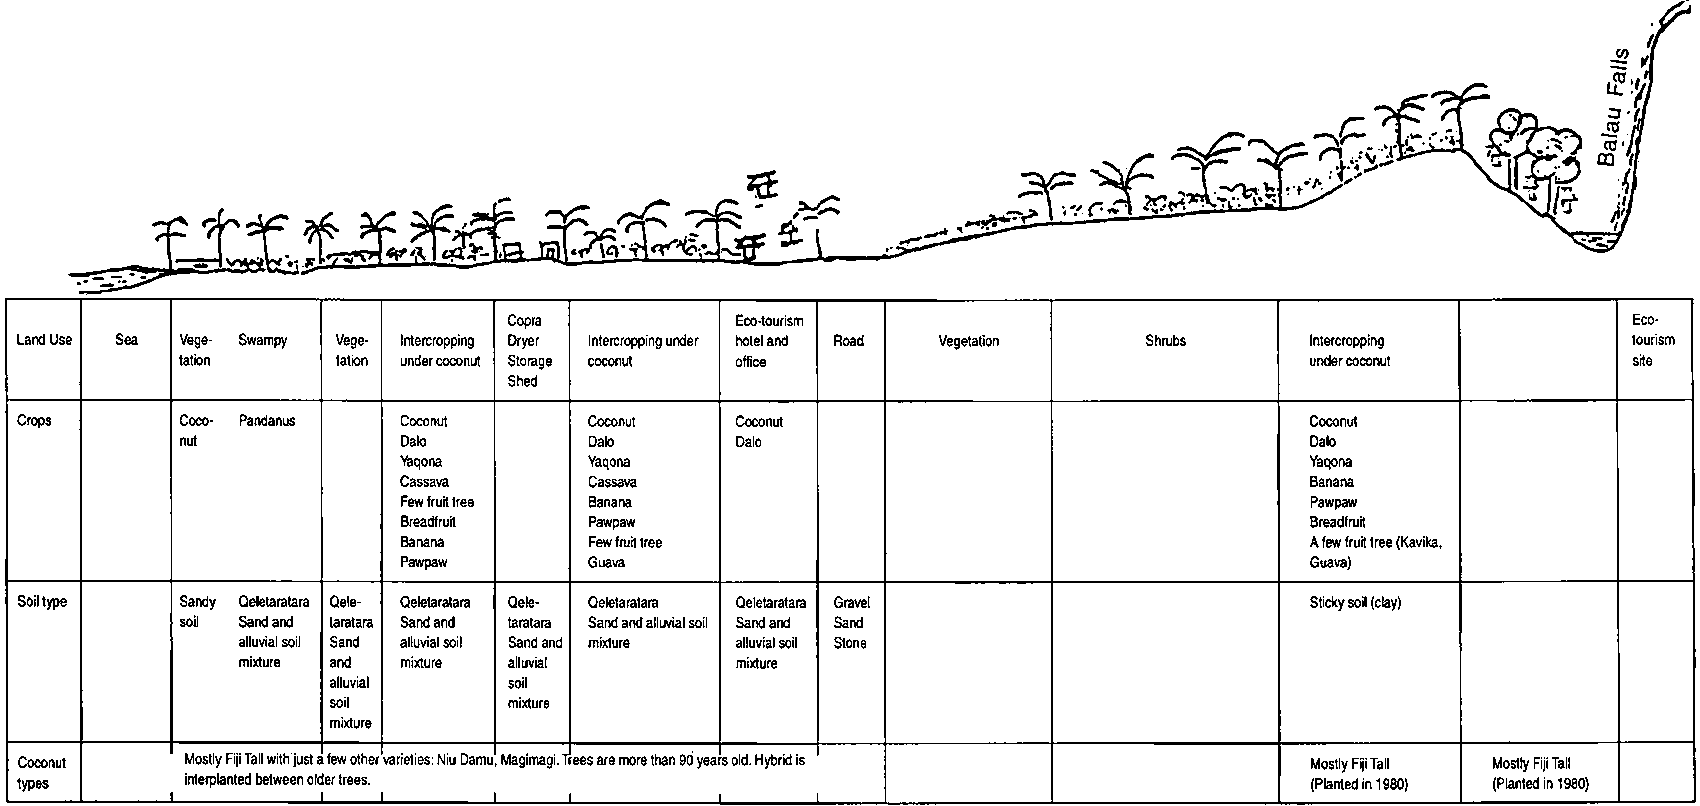 Balau Falls
Land Use
Sea
Vege-
tation
Swampy
Vege-
tation
Intercropping
under coconut
Copra
Dryer
Storage
Shed
Intercropping under
coconut
Eco-tourism
hotel and
office
Road
Vegetation
Shrubs
Intercropping
under coconut
Eco-
tourism
site
Crops
Coco-
nut
Pandanus
Coconut
Dalo
Yaqona
Cassava
Few fruit tree
Breadfruit
Banana
Pawpaw
Coconut
Dalo
Yaqona
Cassava
Banana
Pawpaw
Few fruit tree
Guava
Coconut
Dalo
Coconut
Dalo
Yaqona
Banana
Pawpaw
Breadfruit
A few fruit tree (Kavika,
Guava)
Soil type
Sandy
soil
Qeletaratara
Sand and
alluvial soil
mixture
Qele-
taratara
Sand
and
alluvial
soil
mixture
Qeletaratara
Sand and
alluvial soil
mixture
Qele-
taratara
Sand and
alluvial
soil
mixture
Qeletaratara
Sand and alluvial soil
mixture
Qeletaratara
Sand and
alluvial soil
mixture
Gravel
Sand
Stone
Sticky soil (clay)
Coconut
types
Mostly Fiji Tall with just a few other varieties: Niu Damu, Magimagi. Trees are more than 90 years old. Hybrid is
interplanted between older trees.
Mostly Fiji Tall
(Planted in 1980)
Mostly Fiji Tall
(Planted in 1980)